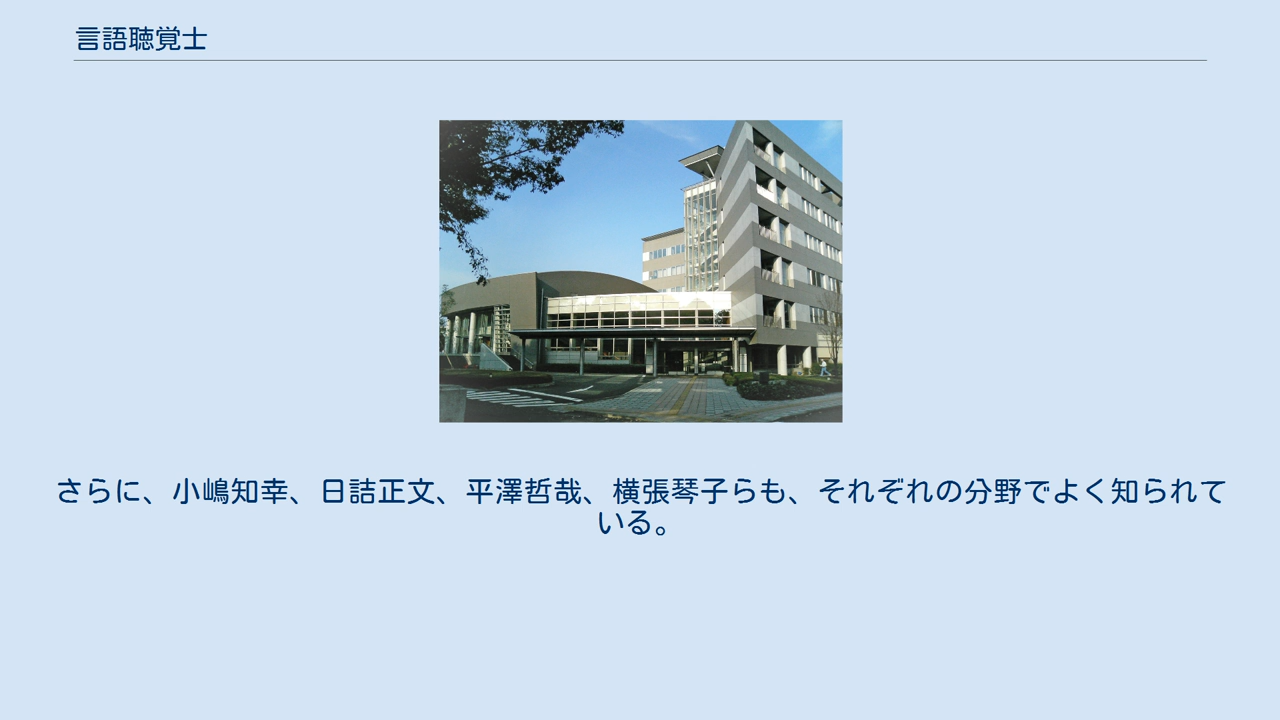 言語聴覚士
さらに、小嶋知幸、日詰正文、平澤哲哉、横張琴子らも、それぞれの分野でよく知られて
いる。